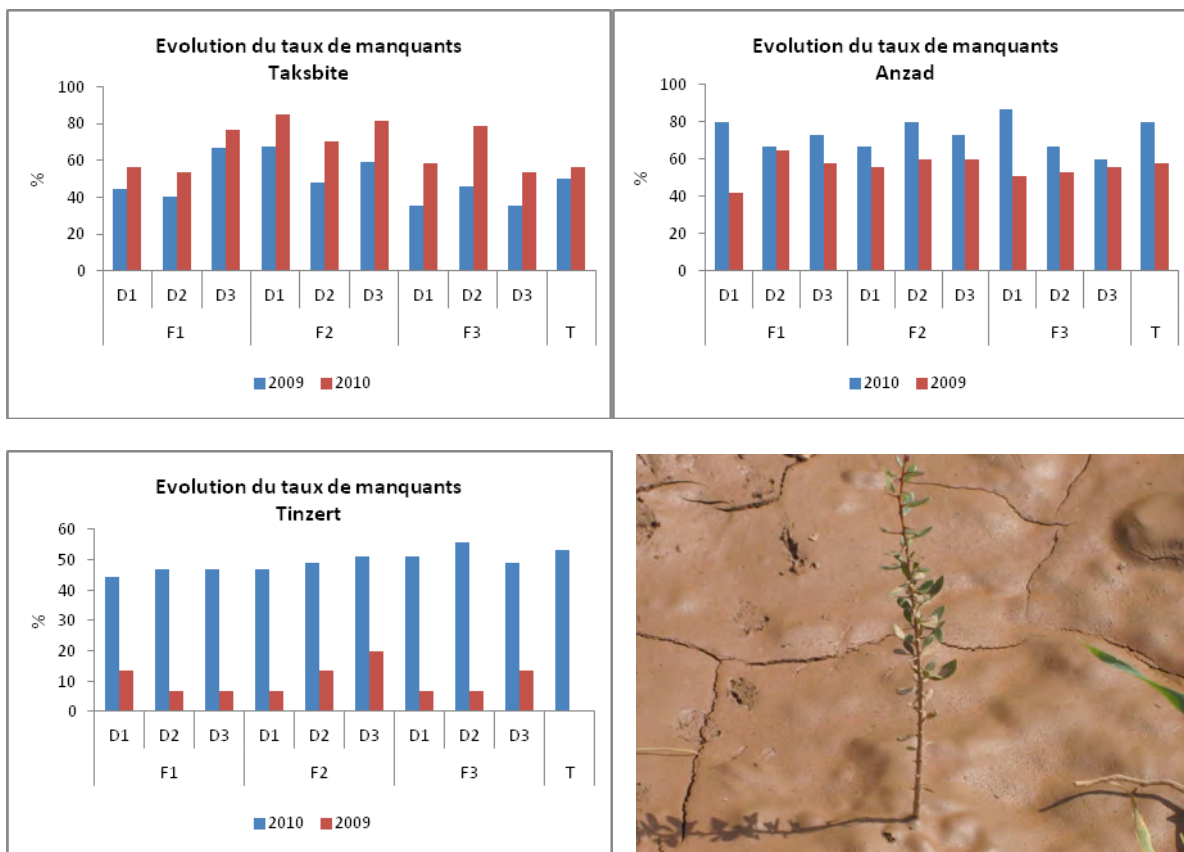 Evolution du taux de manquants
Taksbite
100
80
60
40
20
0
%
D1 D2 D3 D1 D2 D3 D1 D2 D3
F1 F2 F3 T
2009 2010
Evolution du taux de manquants
Anzad
100
80
60
40
20
0
%
D1 D2 D3 D1 D2 D3 D1 D2 D3
F1 F2 F3 T
2010 2009
Evolution du taux de manquants
Tinzert
60
50
40
30
20
10
0
%
D1 D2 D3 D1 D2 D3 D1 D2 D3
F1 F2 F3 T
2010 2009